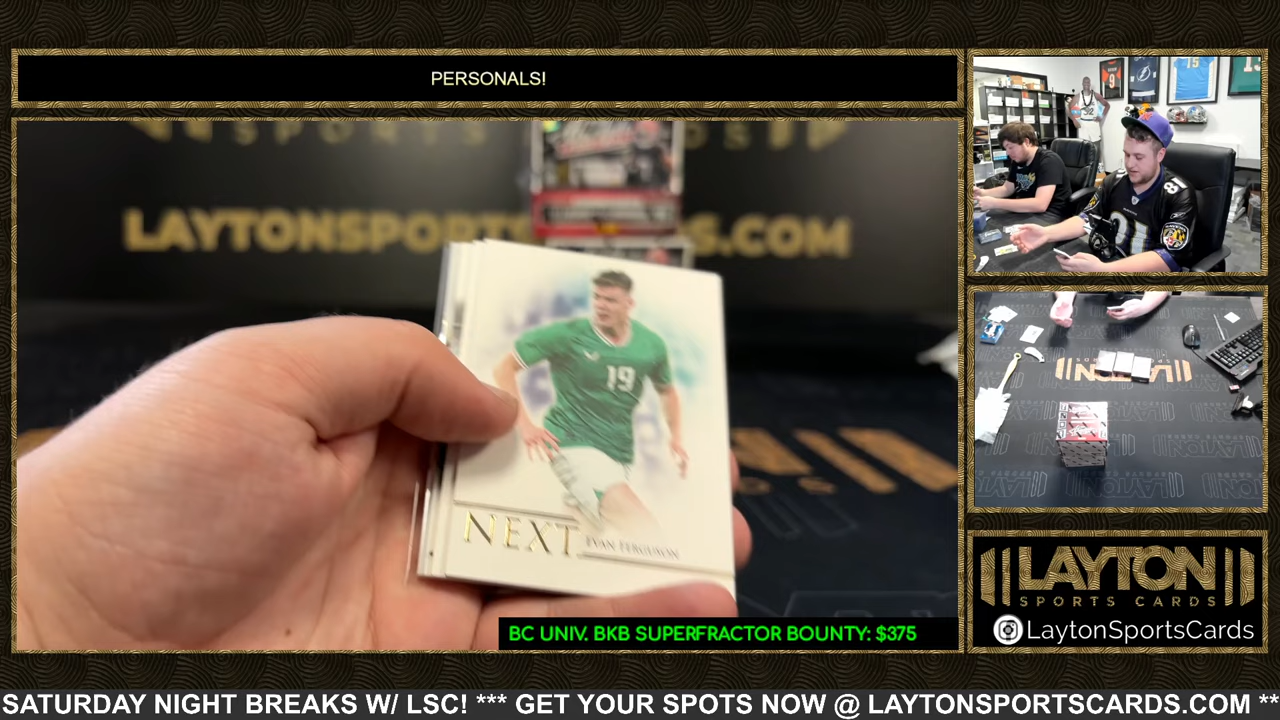 PERSONALS!
LAYTONSPORTS
S.COM
19
NEXT
EVAN FERGUSON
BC UNIV. BKB SUPERFRACTOR BOUNTY: $375
81
LAYTON
SPORTS CARDS
LaytonSportsCards
SATURDAY NIGHT BREAKS W/ LSC! *** GET YOUR SPOTS NOW @ LAYTONSPORTSCARDS.COM **